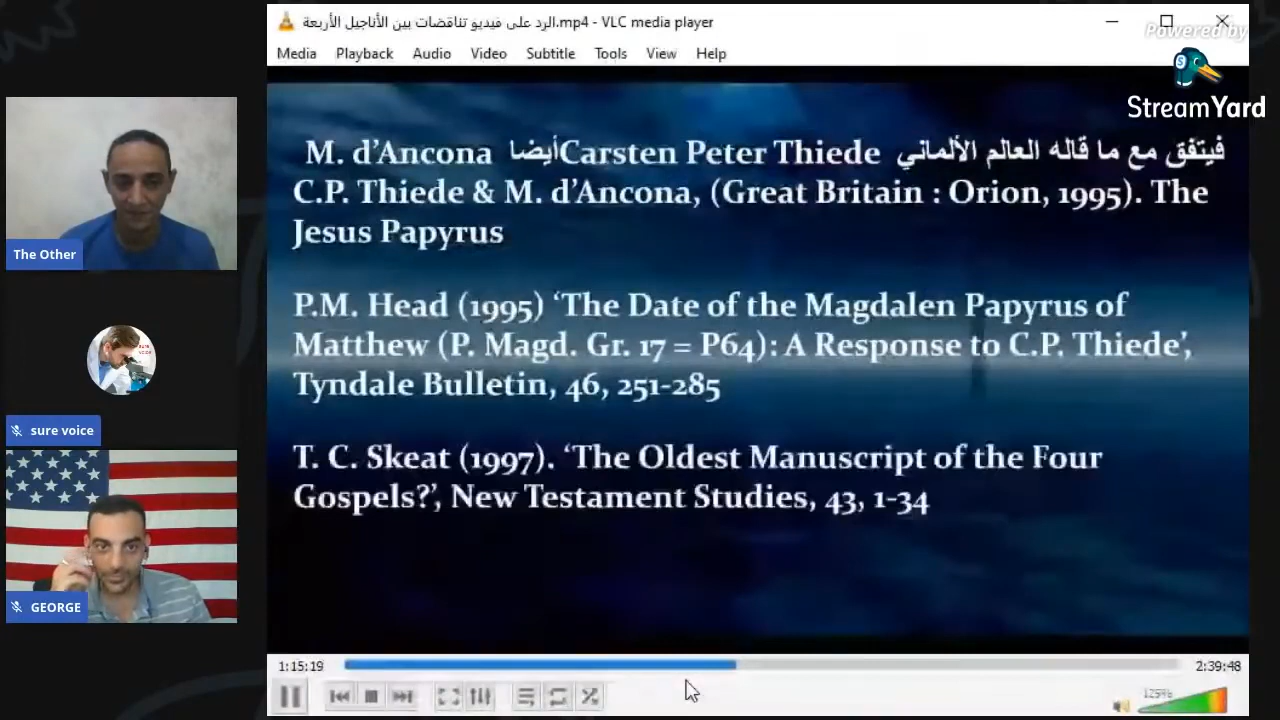 الرد على فيديو تناقضات بين الأناجيل الأربعة.mp4 - VLC media player
Media Playback Audio Video Subtitle Tools View Help
Powered by
StreamYard
فيتفق مع ما قاله العالم الألماني Carsten Peter Thiede أيضا M. d’Ancona
C.P. Thiede & M. d’Ancona, (Great Britain : Orion, 1995). The
Jesus Papyrus
P.M. Head (1995) ‘The Date of the Magdalen Papyrus of
Matthew (P. Magd. Gr. 17 = P64): A Response to C.P. Thiede’,
Tyndale Bulletin, 46, 251-285
T. C. Skeat (1997). ‘The Oldest Manuscript of the Four
Gospels?’, New Testament Studies, 43, 1-34
The Other
sure voice
GEORGE
1:15:19
2:39:48
125%